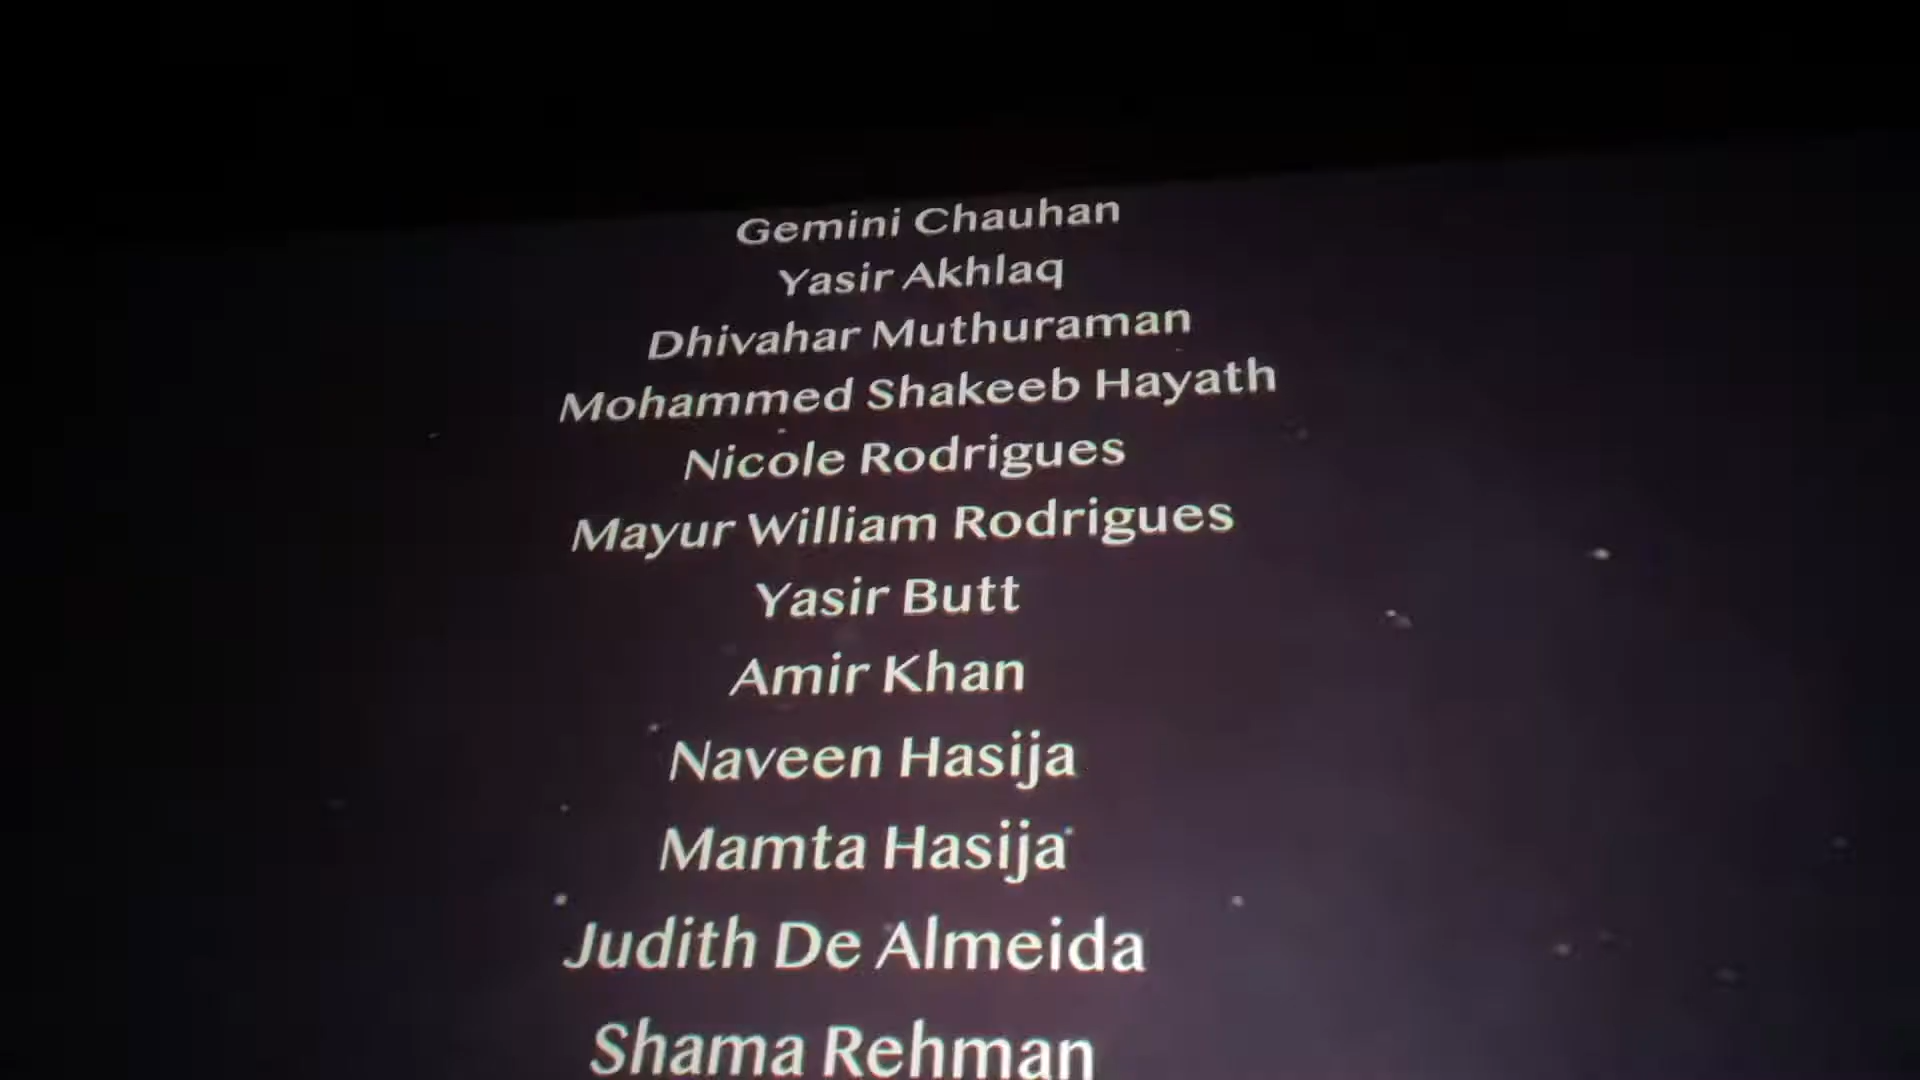 Gemini Chauhan
Yasir Akhlaq
Dhivahar Muthuraman
Mohammed Shakeeb Hayath
Nicole Rodrigues
Mayur William Rodrigues
Yasir Butt
Amir Khan
Naveen Hasija
Mamta Hasija
Judith De Almeida
Shama Rehman